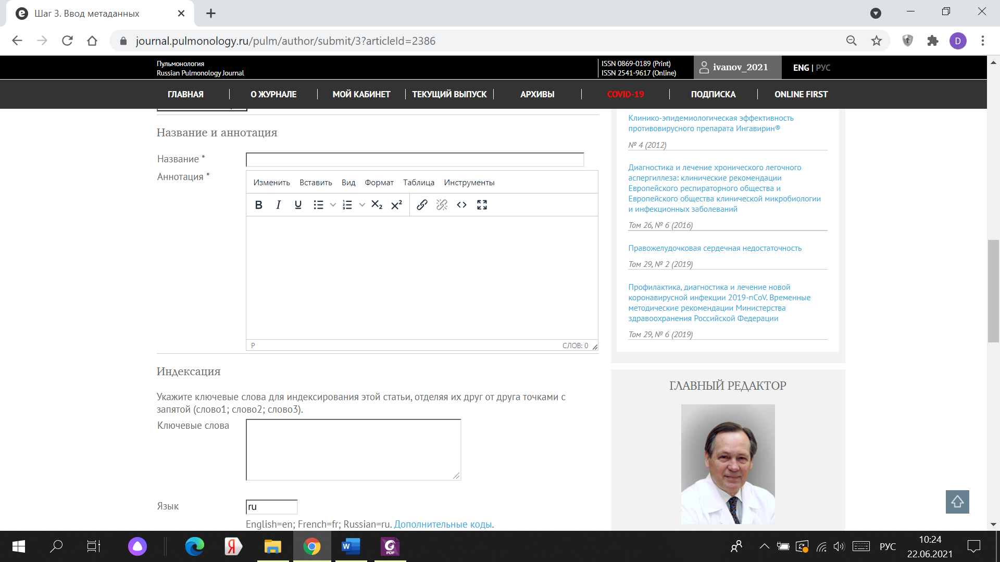 Шаг 3. Ввод метаданных
journal.pulmonology.ru/pulm/author/submit/3?articleId=2386
D
Пульмонология
Russian Pulmonology Journal
ISSN 0869-0189 (Print)
ISSN 2541-9617 (Online)
ivanov_2021
ENG | РУС
ГЛАВНАЯ
О ЖУРНАЛЕ
МОЙ КАБИНЕТ
ТЕКУЩИЙ ВЫПУСК
АРХИВЫ
COVID-19
ПОДПИСКА
ONLINE FIRST
Название и аннотация
Название *
Аннотация *
Изменить Вставить Вид Формат Таблица Инструменты
B I U X₂ X²
P
СЛОВ: 0
Индексация
Укажите ключевые слова для индексирования этой статьи, отделяя их друг от друга точками с
запятой (слово1; слово2; слово3).
Ключевые слова
Язык
ru
English=en; French=fr; Russian=ru. Дополнительные коды.
Клинико-эпидемиологическая эффективность
противовирусного препарата Ингавирин®
№ 4 (2012)
Диагностика и лечение хронического легочного
аспергиллеза: клинические рекомендации
Европейского респираторного общества и
Европейского общества клинической микробиологии
и инфекционных заболеваний
Том 26, № 6 (2016)
Правожелудочковая сердечная недостаточность
Том 29, № 2 (2019)
Профилактика, диагностика и лечение новой
коронавирусной инфекции 2019-nCoV. Временные
методические рекомендации Министерства
здравоохранения Российской Федерации
Том 29, № 6 (2019)
ГЛАВНЫЙ РЕДАКТОР
Я
W
PDF
РУС
10:24
22.06.2021